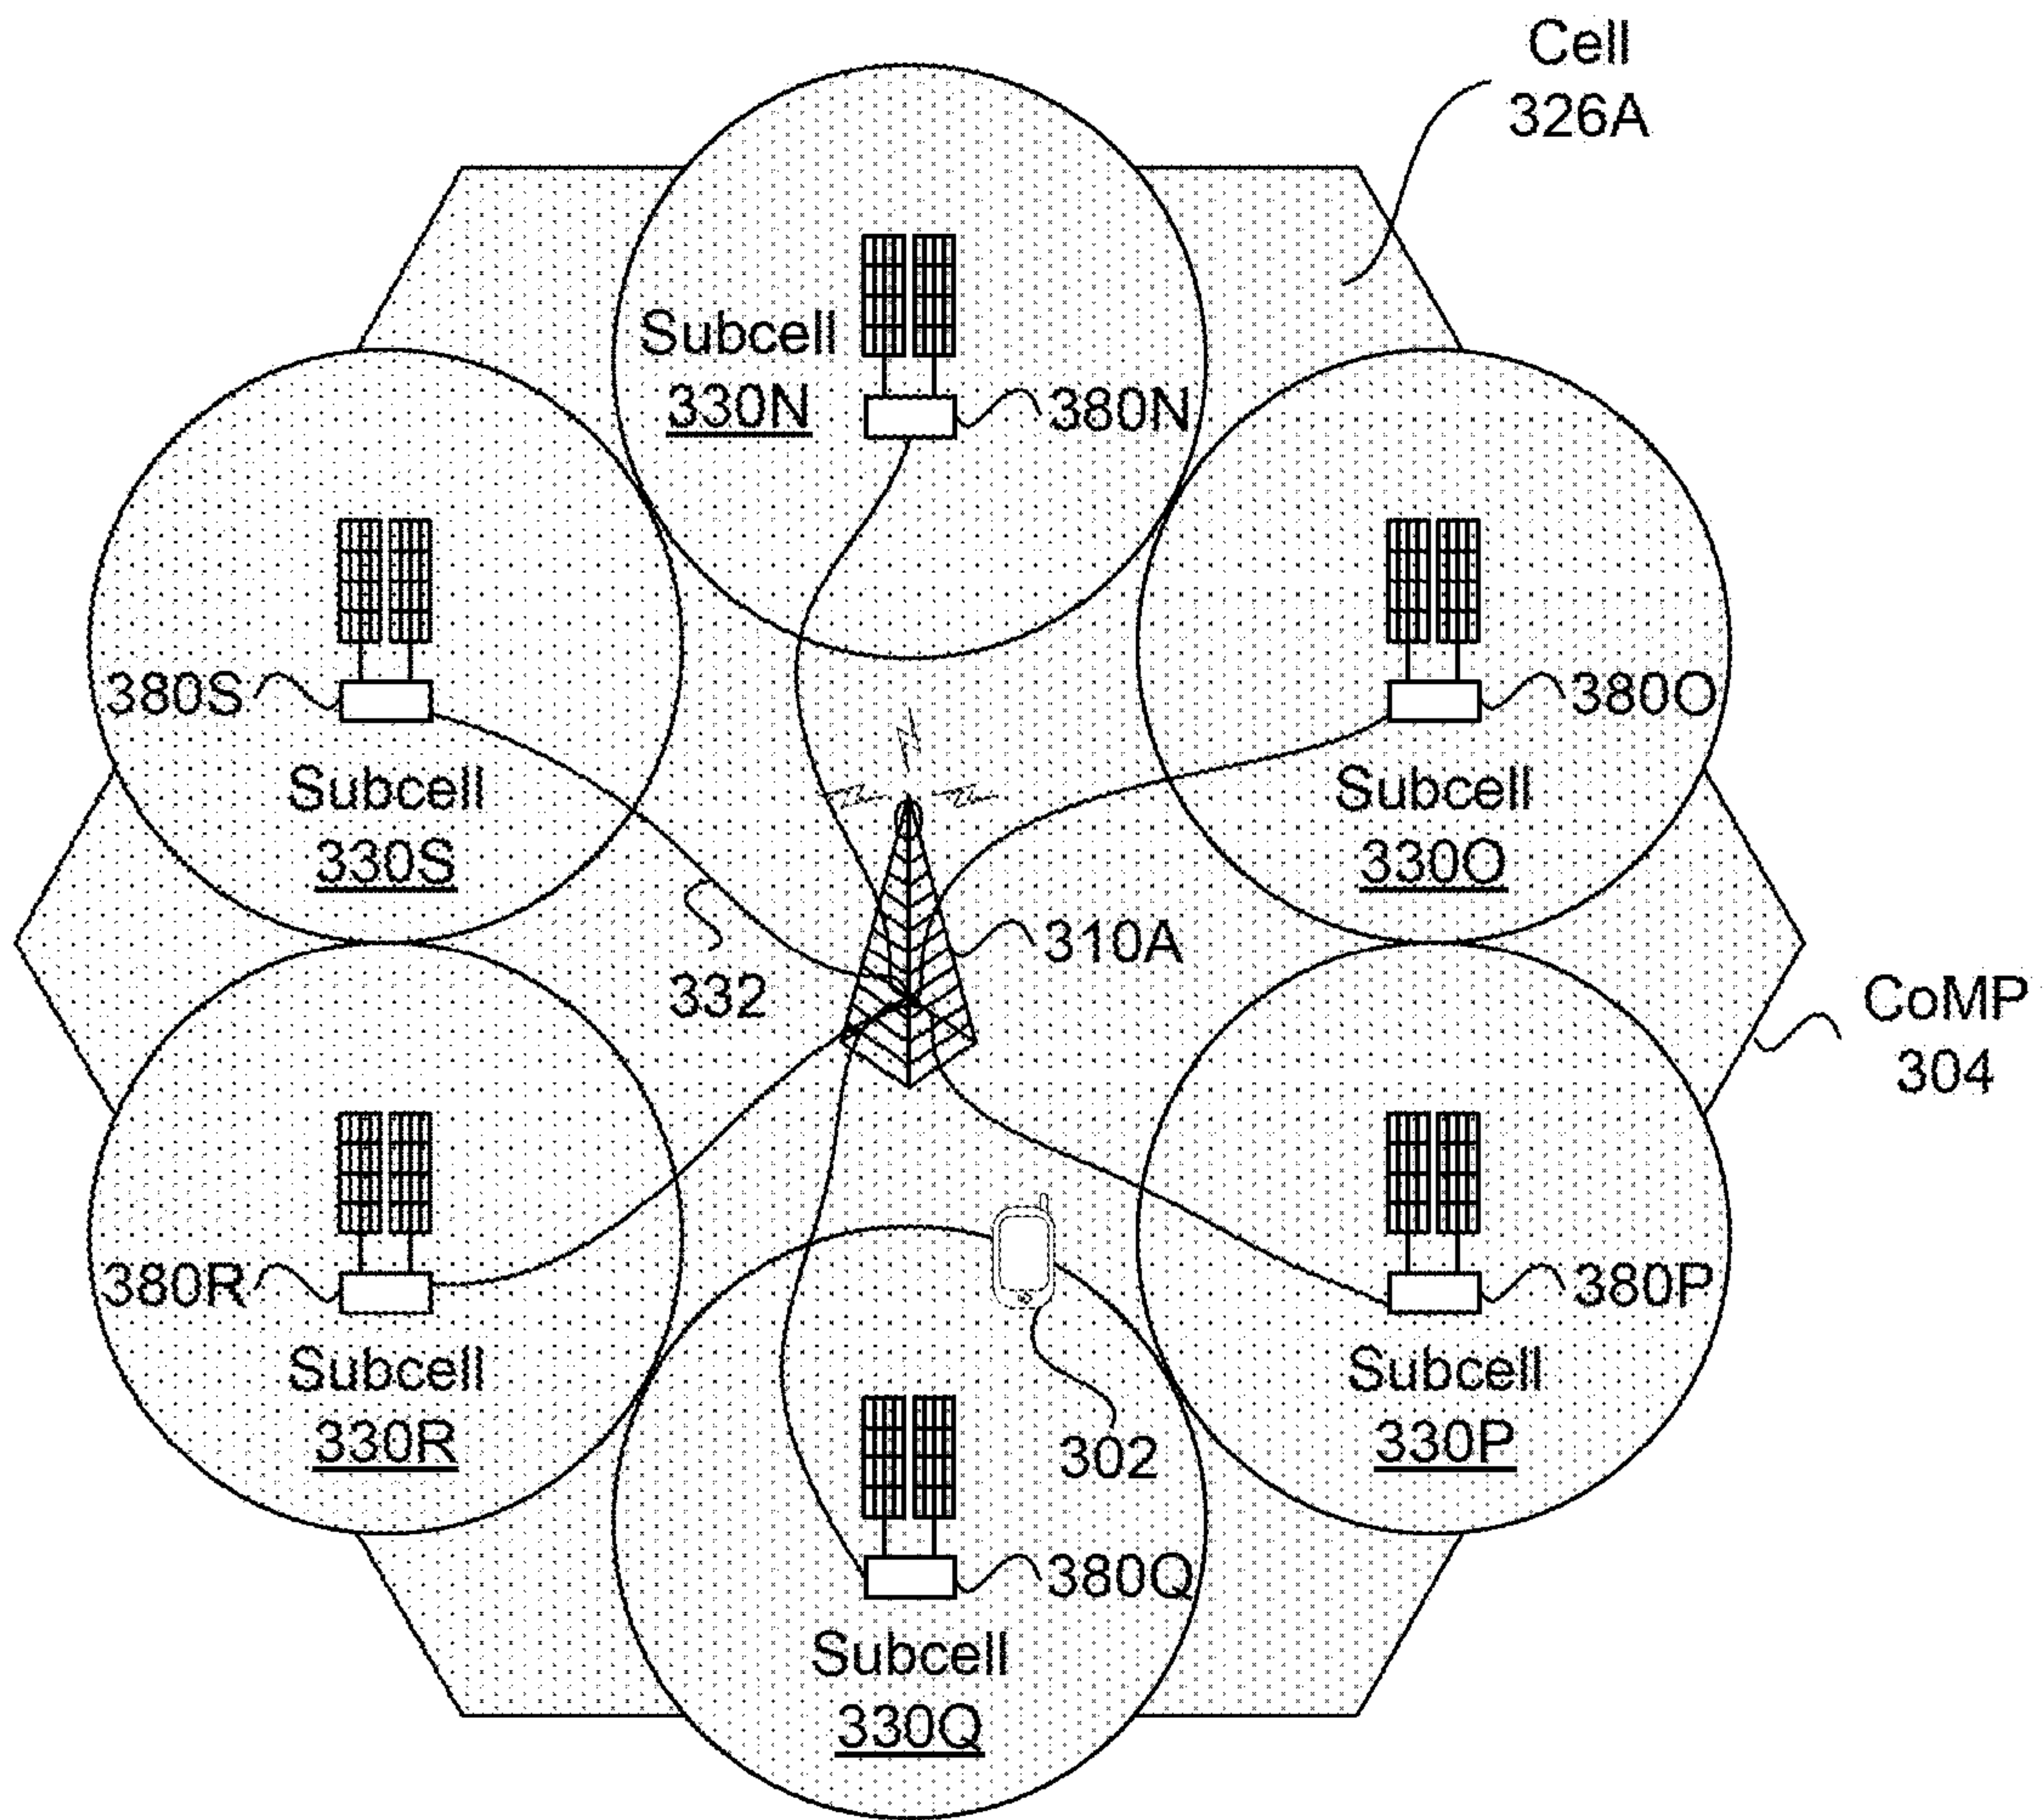 Cell
326A
Subcell
330N
380N
380S
380O
Subcell
330S
Subcell
330O
310A
332
CoMP
304
380R
380P
Subcell
330R
Subcell
330P
302
380Q
Subcell
330Q